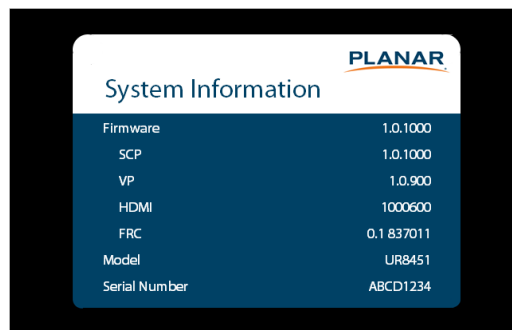 PLANAR
System Information
Firmware 1.0.1000
SCP 1.0.1000
VP 1.0.900
HDMI 1000600
FRC 0.1 837011
Model UR8451
Serial Number ABCD1234